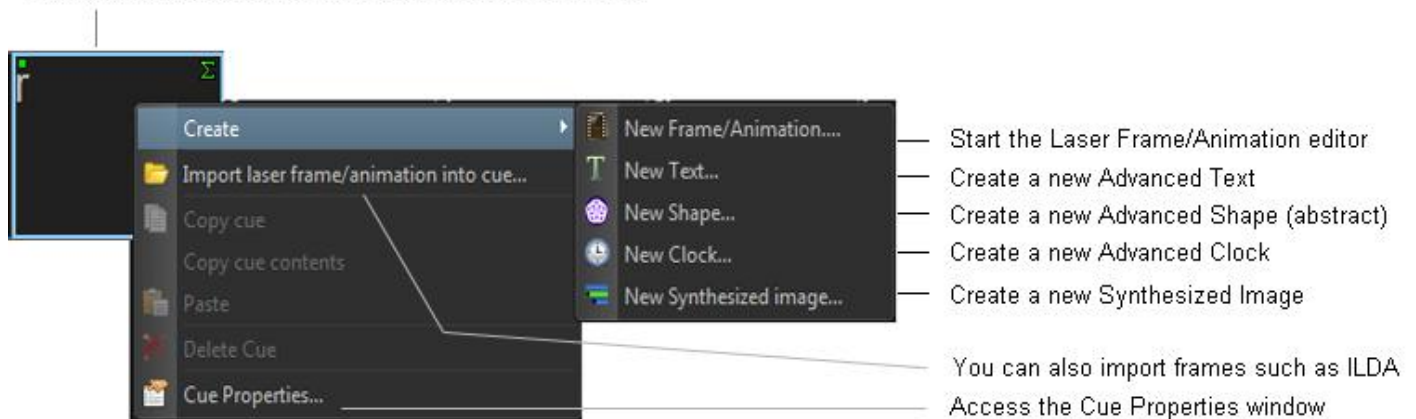 r Σ
Create
Import laser frame/animation into cue...
Copy cue
Copy cue contents
Paste
Delete Cue
Cue Properties...
New Frame/Animation....
New Text...
New Shape...
New Clock...
New Synthesized image...
Start the Laser Frame/Animation editor
Create a new Advanced Text
Create a new Advanced Shape (abstract)
Create a new Advanced Clock
Create a new Synthesized Image
You can also import frames such as ILDA
Access the Cue Properties window